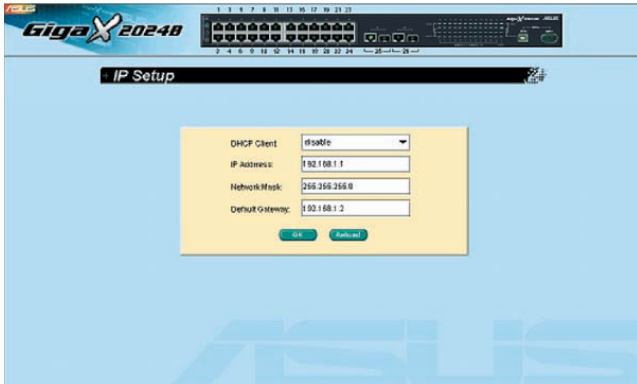 ASUS
GigaX 2024B
IP Setup
DHCP Client: disable
IP Address: 192.168.1.1
Network Mask: 255.255.255.0
Default Gateway: 192.168.1.2
OK Reload
ASUS